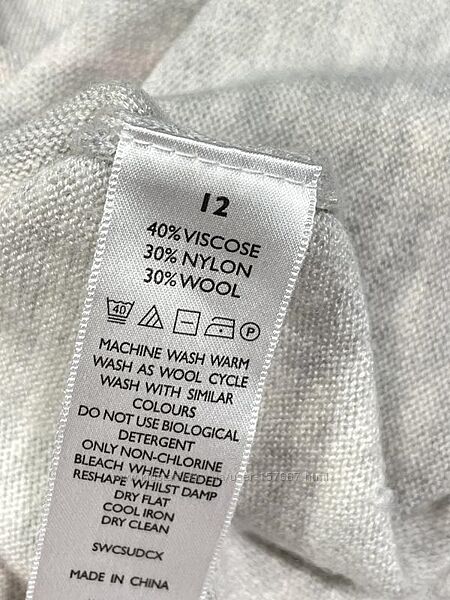 12
40% VISCOSE
30% NYLON
30% WOOL
40 P
MACHINE WASH WARM
WASH AS WOOL CYCLE
WASH WITH SIMILAR
COLOURS
DO NOT USE BIOLOGICAL
DETERGENT
ONLY NON-CHLORINE
BLEACH WHEN NEEDED
RESHAPE WHILST DAMP
DRY FLAT
COOL IRON
DRY CLEAN
SWCSUDCX
MADE IN CHINA